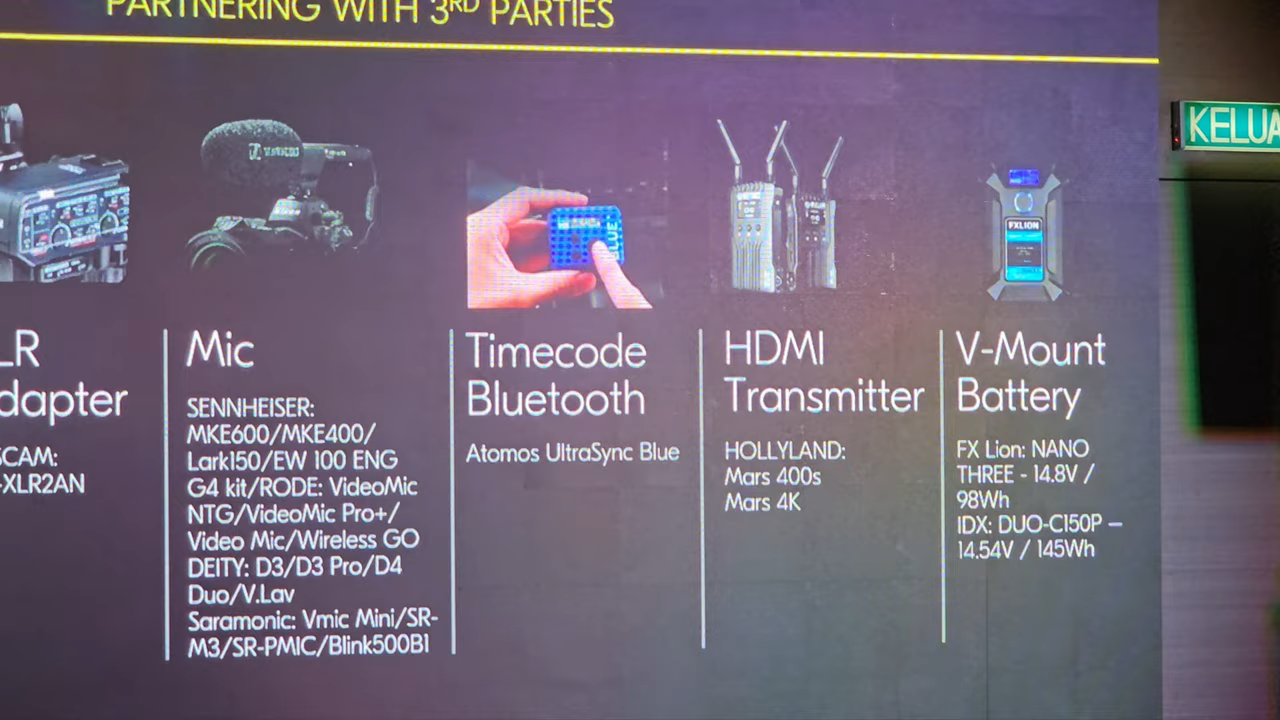 PARTNERING WITH 3RD PARTIES
KELUA
FXLION
BLUE
LR
dapter
SCAM:
-XLR2AN
Mic
SENNHEISER:
MKE600/MKE400/
Lark150/EW 100 ENG
G4 kit/RODE: VideoMic
NTG/VideoMic Pro+/
Video Mic/Wireless GO
DEITY: D3/D3 Pro/D4
Duo/V.Lav
Saramonic: Vmic Mini/SR-
M3/SR-PMIC/Blink500B1
Timecode
Bluetooth
Atomos UltraSync Blue
HDMI
Transmitter
HOLLYLAND:
Mars 400s
Mars 4K
V-Mount
Battery
FX Lion: NANO
THREE - 14.8V /
98Wh
IDX: DUO-C150P –
14.54V / 145Wh